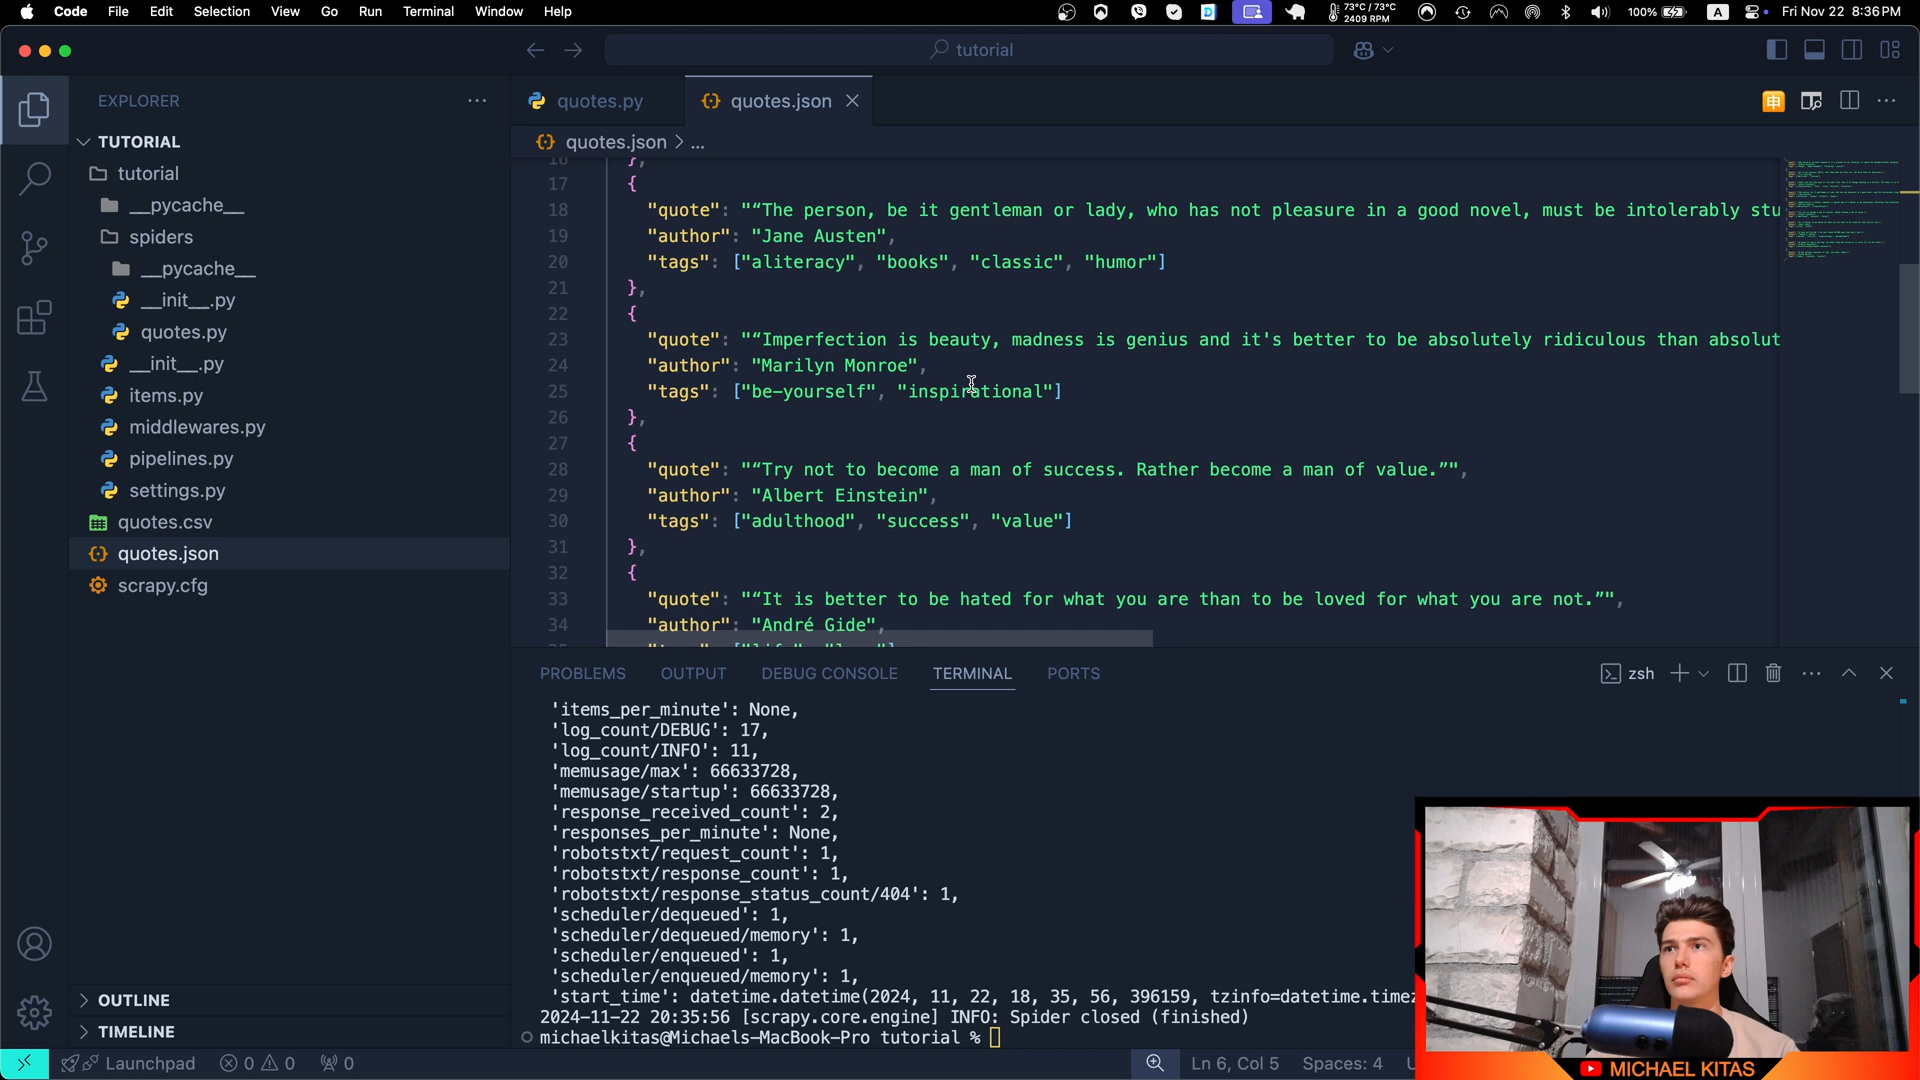 Code File Edit Selection View Go Run Terminal Window Help
73°C / 73°C
2409 RPM
100%
A
Fri Nov 22 8:36 PM
tutorial
EXPLORER
quotes.py
quotes.json
TUTORIAL
quotes.json > ...
tutorial
__pycache__
spiders
__pycache__
__init__.py
quotes.py
__init__.py
items.py
middlewares.py
pipelines.py
settings.py
quotes.csv
quotes.json
scrapy.cfg
OUTLINE
TIMELINE
16 },
17 {
18 "quote": "“The person, be it gentleman or lady, who has not pleasure in a good novel, must be intolerably stu
19 "author": "Jane Austen",
20 "tags": ["aliteracy", "books", "classic", "humor"]
21 },
22 {
23 "quote": "“Imperfection is beauty, madness is genius and it's better to be absolutely ridiculous than absolut
24 "author": "Marilyn Monroe",
25 "tags": ["be-yourself", "inspirational"]
26 },
27 {
28 "quote": "“Try not to become a man of success. Rather become a man of value.”",
29 "author": "Albert Einstein",
30 "tags": ["adulthood", "success", "value"]
31 },
32 {
33 "quote": "“It is better to be hated for what you are than to be loved for what you are not.”",
34 "author": "André Gide",
PROBLEMS OUTPUT DEBUG CONSOLE TERMINAL PORTS
zsh
'items_per_minute': None,
'log_count/DEBUG': 17,
'log_count/INFO': 11,
'memusage/max': 66633728,
'memusage/startup': 66633728,
'response_received_count': 2,
'responses_per_minute': None,
'robotstxt/request_count': 1,
'robotstxt/response_count': 1,
'robotstxt/response_status_count/404': 1,
'scheduler/dequeued': 1,
'scheduler/dequeued/memory': 1,
'scheduler/enqueued': 1,
'scheduler/enqueued/memory': 1,
'start_time': datetime.datetime(2024, 11, 22, 18, 35, 56, 396159, tzinfo=datetime.timez
2024-11-22 20:35:56 [scrapy.core.engine] INFO: Spider closed (finished)
michaelkitas@Michaels-MacBook-Pro tutorial %
Launchpad 0 0 0
Ln 6, Col 5 Spaces: 4
MICHAEL KITAS